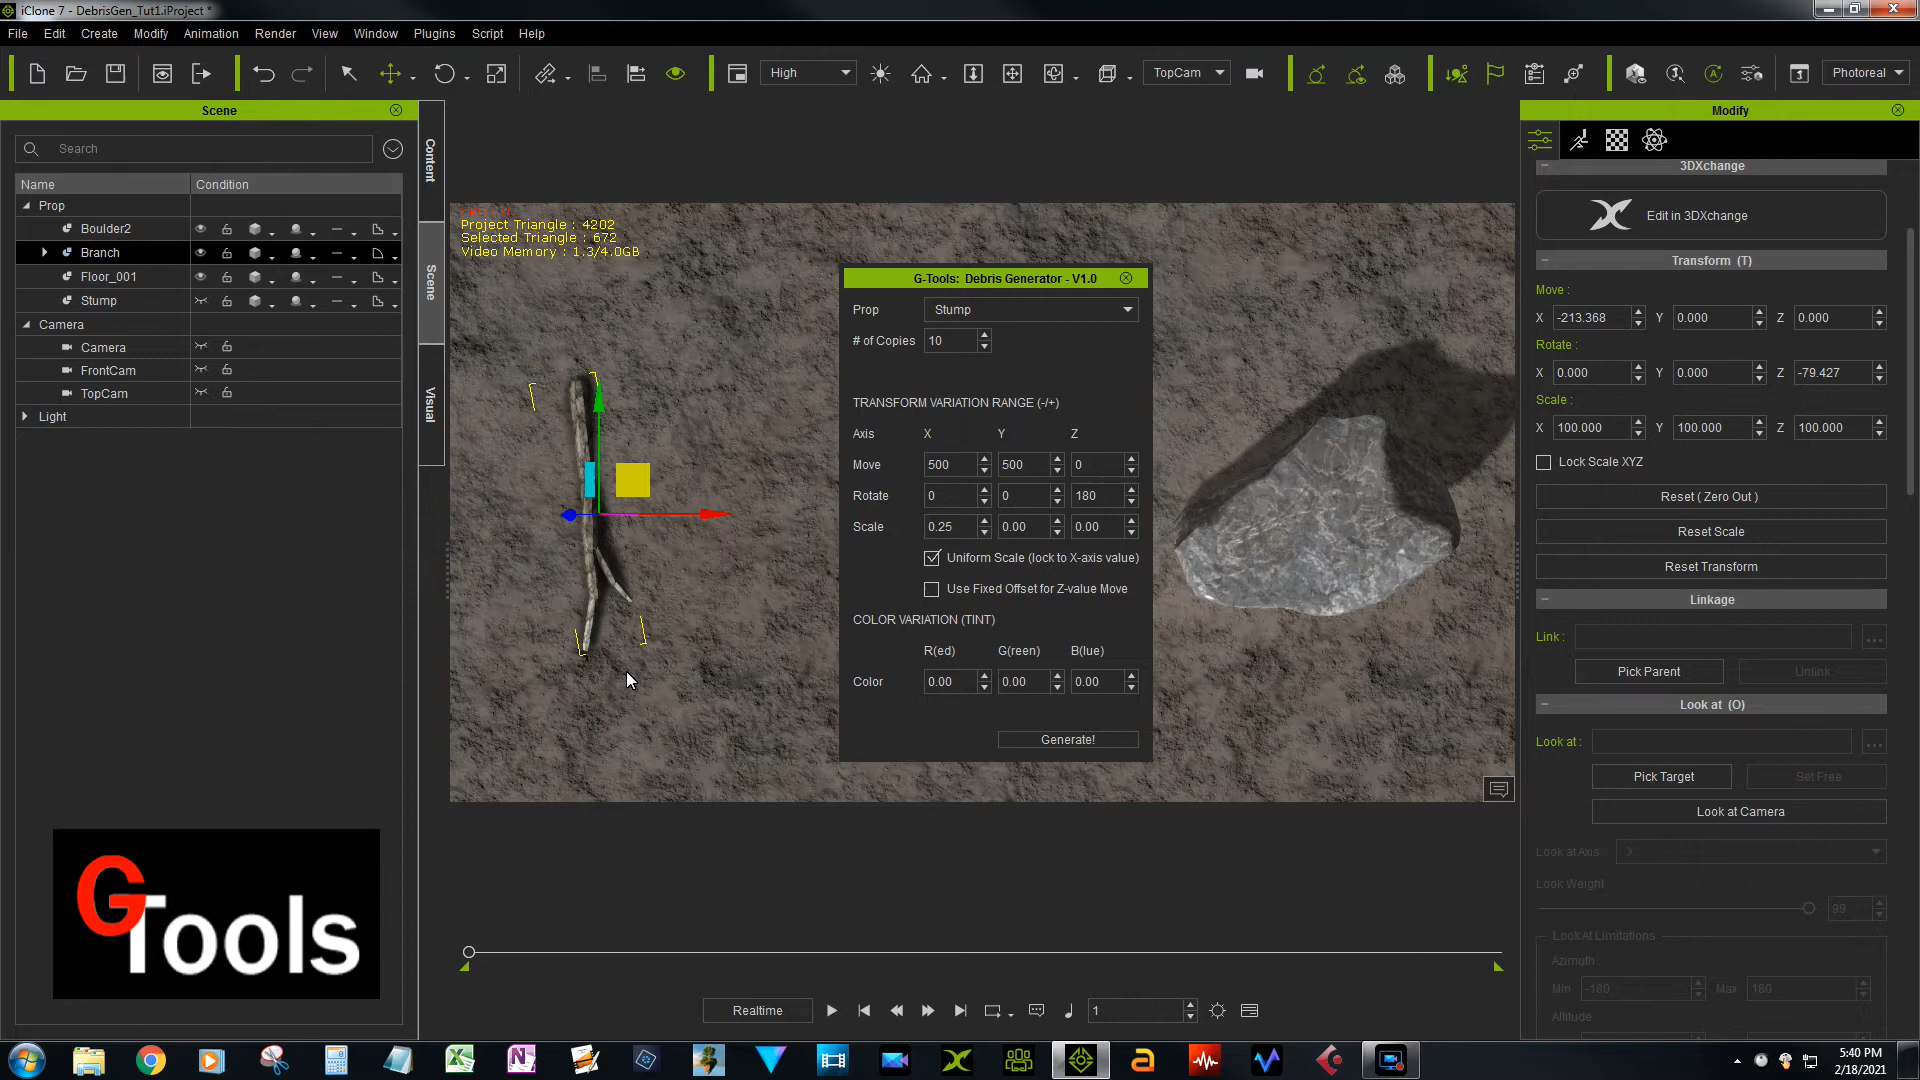 iClone 7 - DebrisGen_Tut1.iProject *
File Edit Create Modify Animation Render View Window Plugins Script Help
High
TopCam
Photoreal
Scene
Search
Name Condition
Prop
Boulder2
Branch
Floor_001
Stump
Camera
Camera
FrontCam
TopCam
Light
G Tools
Content
Scene
Visual
Project Triangle : 4202
Selected Triangle : 672
Video Memory : 1.3/4.0GB
G-Tools: Debris Generator - V1.0
Prop Stump
# of Copies 10
TRANSFORM VARIATION RANGE (-/+)
Axis X Y Z
Move 500 500 0
Rotate 0 0 180
Scale 0.25 0.00 0.00
Uniform Scale (lock to X-axis value)
Use Fixed Offset for Z-value Move
COLOR VARIATION (TINT)
R(ed) G(reen) B(lue)
Color 0.00 0.00 0.00
Generate!
Realtime
1
Modify
3DXchange
Edit in 3DXchange
Transform (T)
Move :
X -213.368 Y 0.000 Z 0.000
Rotate :
X 0.000 Y 0.000 Z -79.427
Scale :
X 100.000 Y 100.000 Z 100.000
Lock Scale XYZ
Reset ( Zero Out )
Reset Scale
Reset Transform
Linkage
Link :
Pick Parent Unlink
Look at (O)
Look at :
Pick Target Set Free
Look at Camera
Look at Axis
Look Weight
99
Look At Limitations
Azimuth :
Min -180 Max 180
Altitude :
5:40 PM
2/18/2021